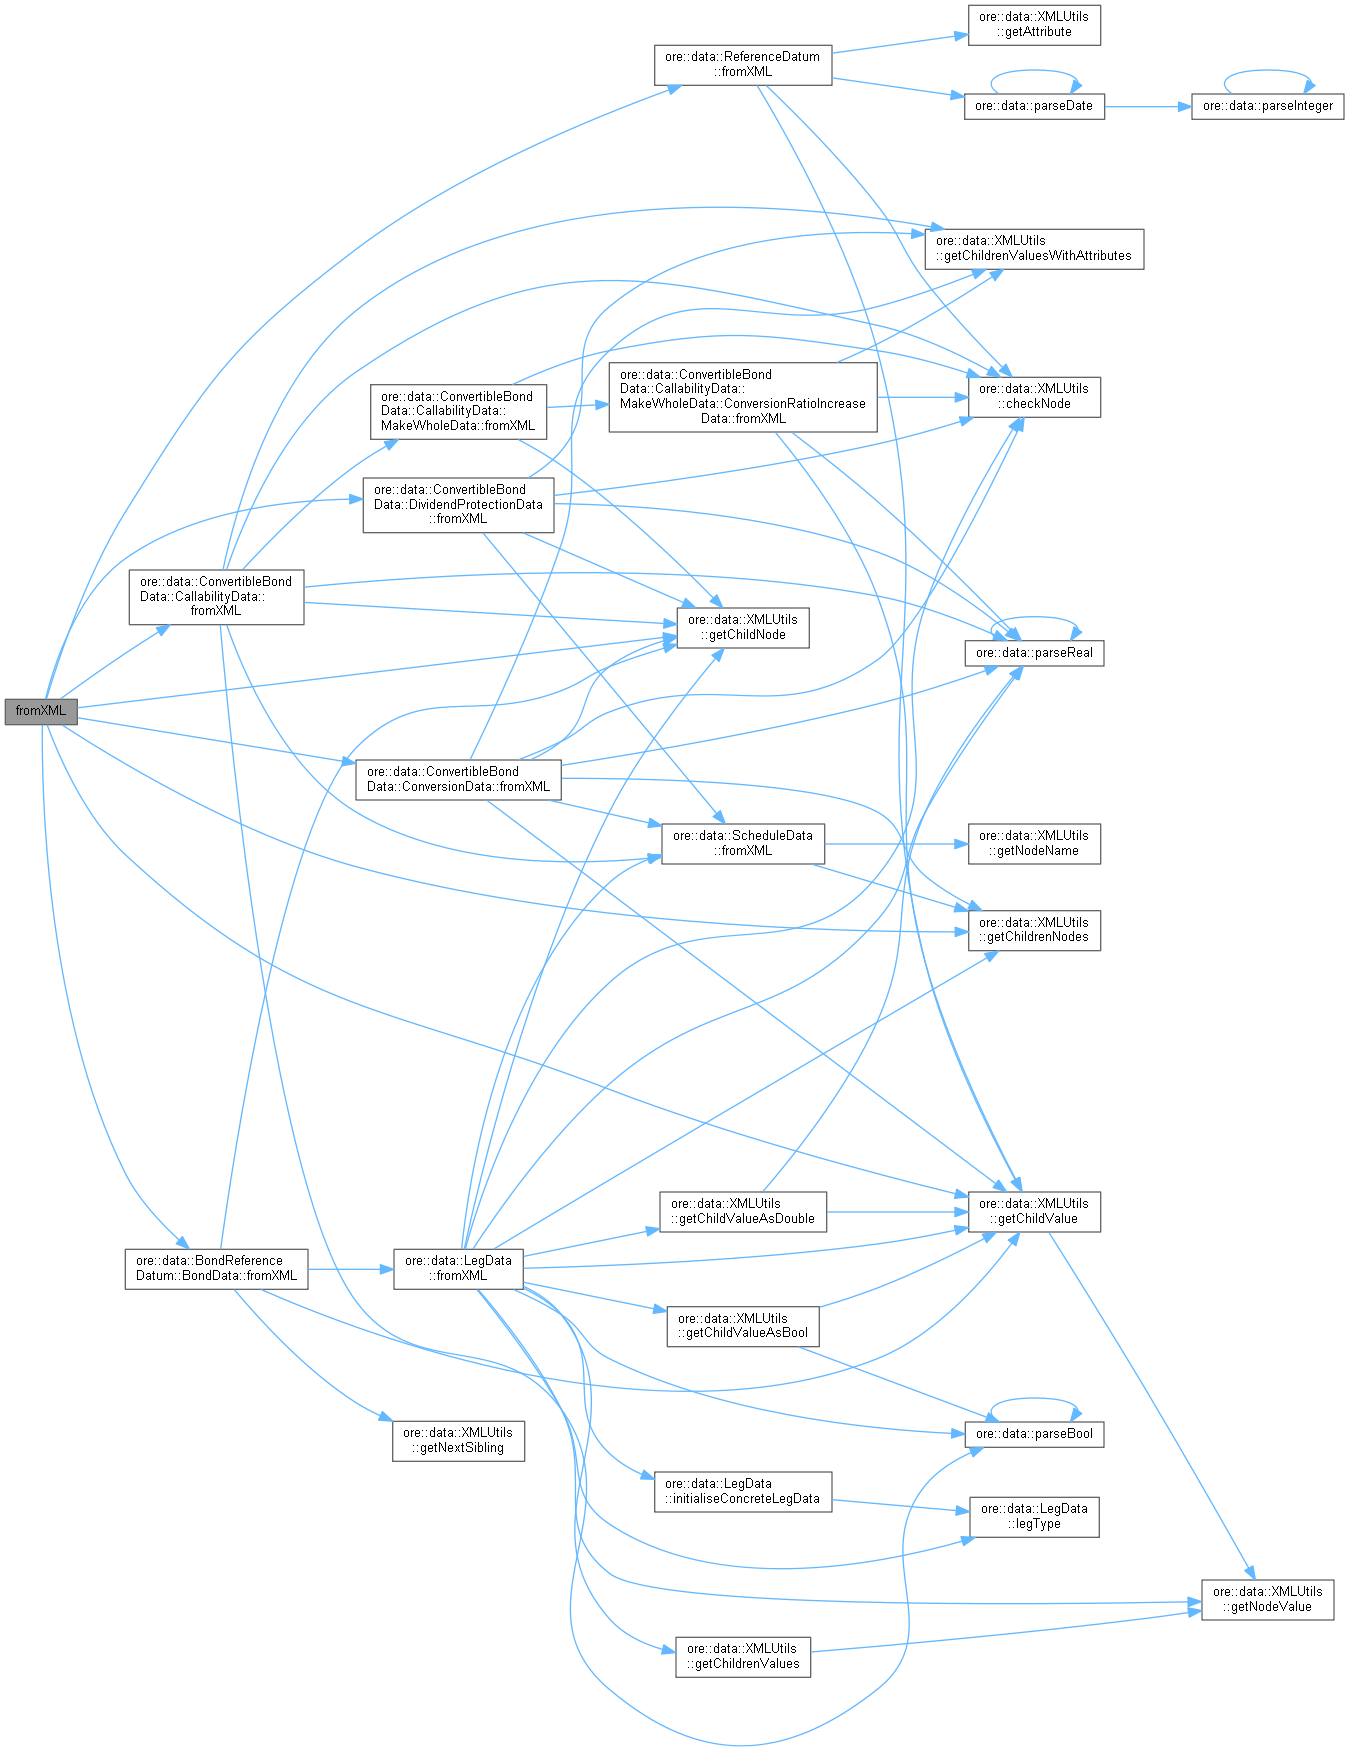 ore::data::XMLUtils
::getAttribute
ore::data::ReferenceDatum
::fromXML
ore::data::parseDate
ore::data::parseInteger
ore::data::XMLUtils
::getChildrenValuesWithAttributes
ore::data::ConvertibleBond
Data::CallabilityData::
MakeWholeData::ConversionRatioIncrease
Data::fromXML
ore::data::XMLUtils
::checkNode
ore::data::ConvertibleBond
Data::CallabilityData::
MakeWholeData::fromXML
ore::data::ConvertibleBond
Data::DividendProtectionData
::fromXML
ore::data::ConvertibleBond
Data::CallabilityData::
fromXML
ore::data::XMLUtils
::getChildNode
ore::data::parseReal
fromXML
ore::data::ConvertibleBond
Data::ConversionData::fromXML
ore::data::ScheduleData
::fromXML
ore::data::XMLUtils
::getNodeName
ore::data::XMLUtils
::getChildrenNodes
ore::data::XMLUtils
::getChildValueAsDouble
ore::data::XMLUtils
::getChildValue
ore::data::BondReference
Datum::BondData::fromXML
ore::data::LegData
::fromXML
ore::data::XMLUtils
::getChildValueAsBool
ore::data::XMLUtils
::getNextSibling
ore::data::parseBool
ore::data::LegData
::initialiseConcreteLegData
ore::data::LegData
::legType
ore::data::XMLUtils
::getNodeValue
ore::data::XMLUtils
::getChildrenValues